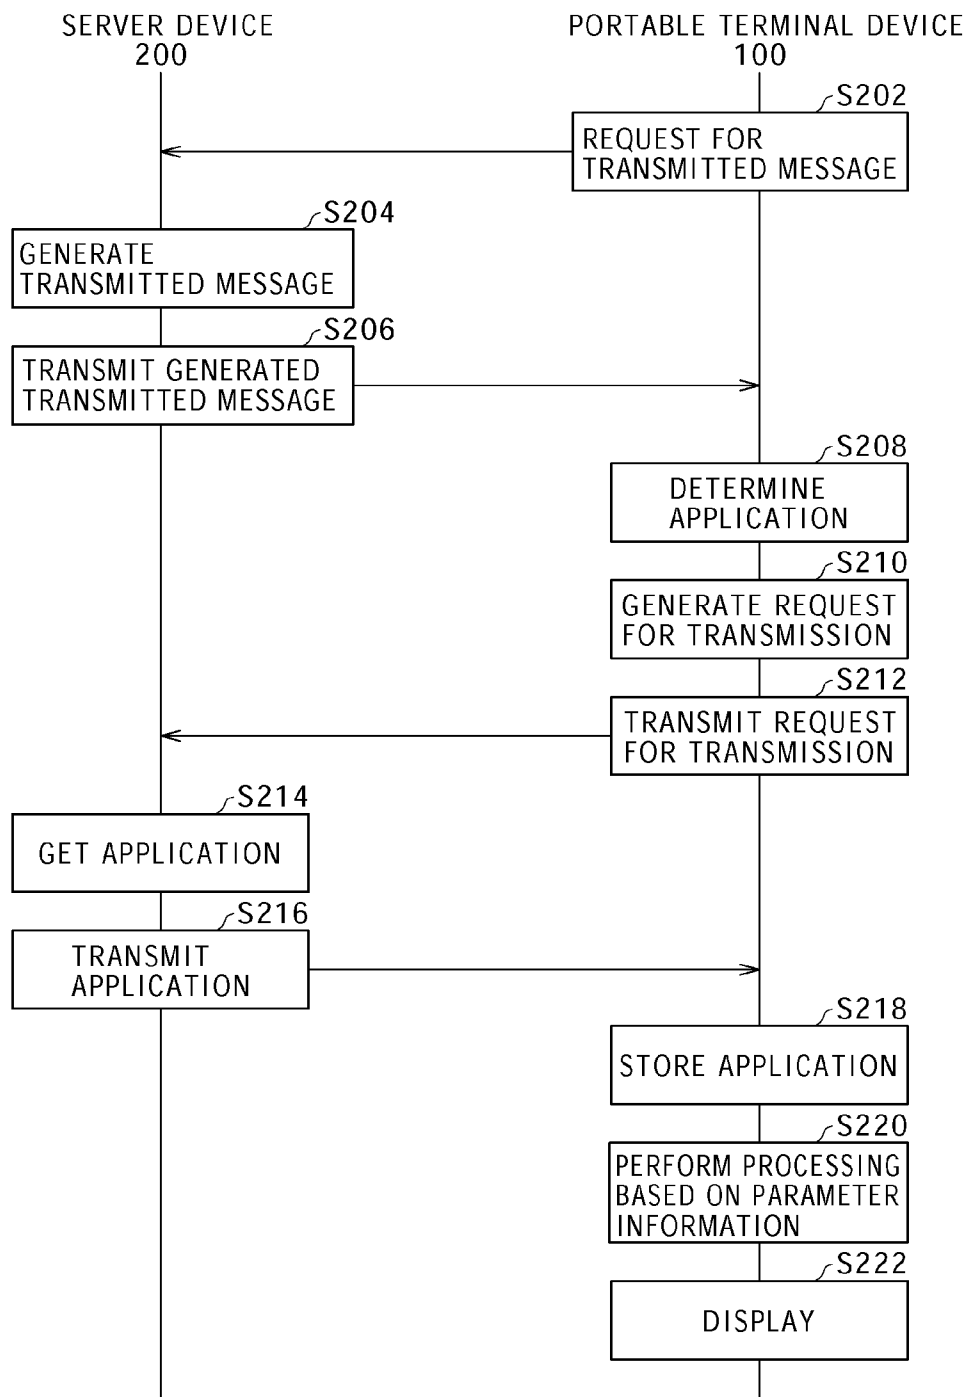 SERVER DEVICE
200
PORTABLE TERMINAL DEVICE
100
S202
REQUEST FOR
TRANSMITTED MESSAGE
S204
GENERATE
TRANSMITTED MESSAGE
S206
TRANSMIT GENERATED
TRANSMITTED MESSAGE
S208
DETERMINE
APPLICATION
S210
GENERATE REQUEST
FOR TRANSMISSION
S212
TRANSMIT REQUEST
FOR TRANSMISSION
S214
GET APPLICATION
S216
TRANSMIT
APPLICATION
S218
STORE APPLICATION
S220
PERFORM PROCESSING
BASED ON PARAMETER
INFORMATION
S222
DISPLAY